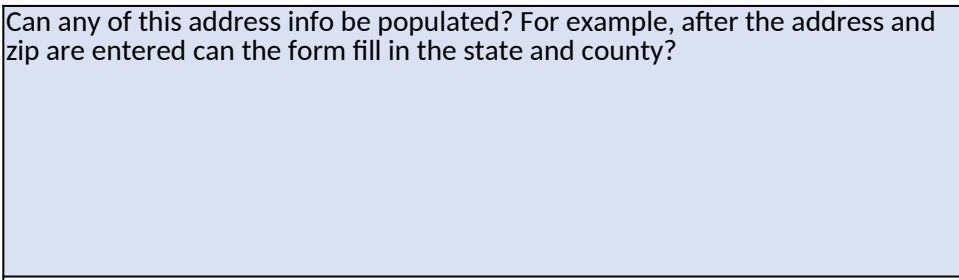 Can any of this address info be populated? For example, after the address and
zip are entered can the form fill in the state and county?